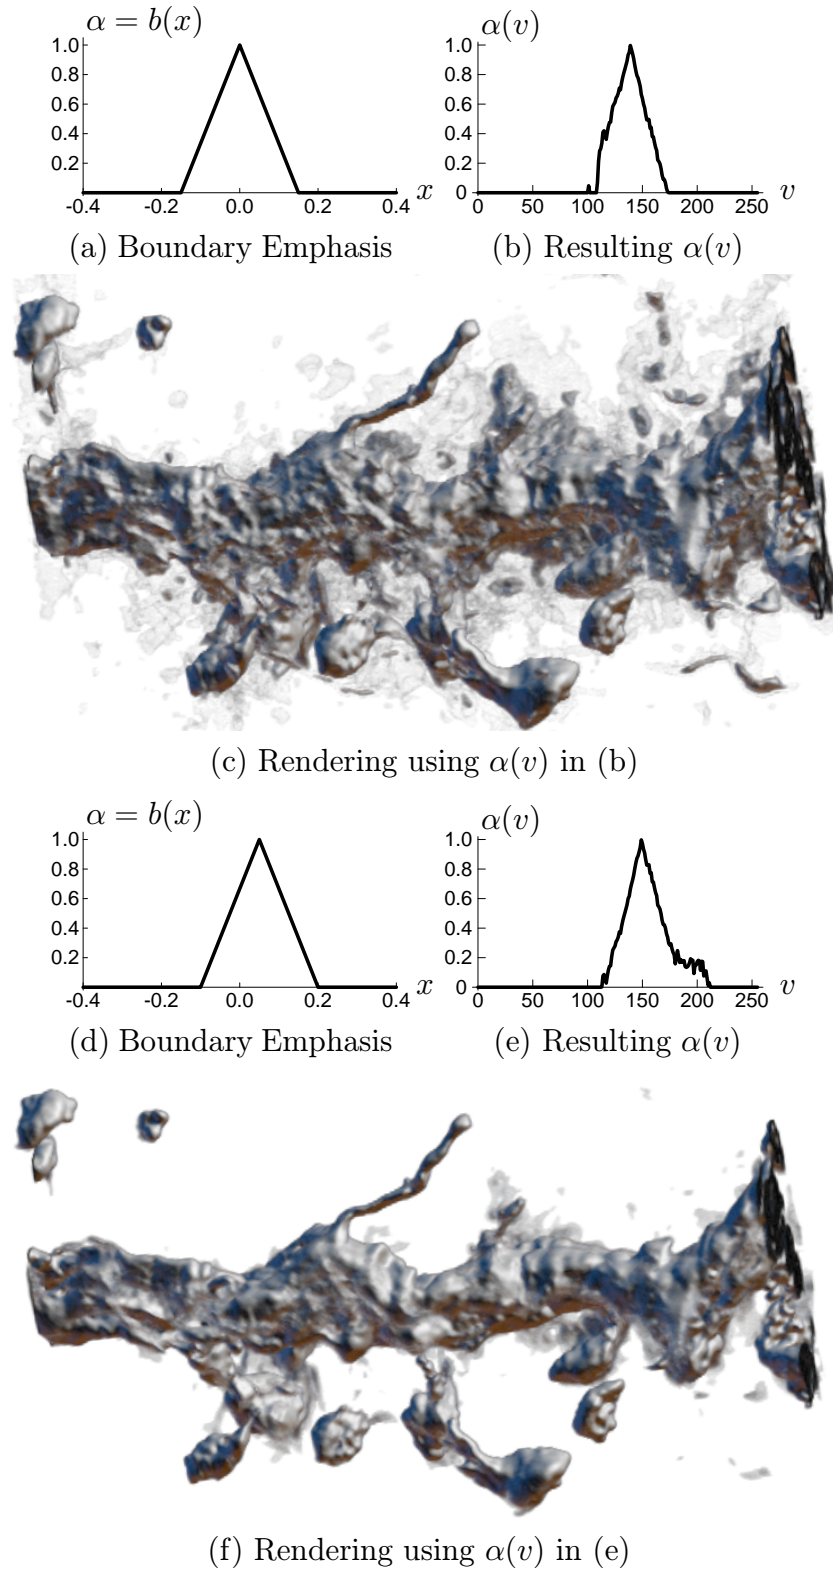 α = b(x)
α(v)
1.0
0.8
0.6
0.4
0.2
-0.4 -0.2 0.0 0.2 0.4 x
1.0
0.8
0.6
0.4
0.2
0
0 50 100 150 200 250 v
(a) Boundary Emphasis
(b) Resulting α(v)
(c) Rendering using α(v) in (b)
α = b(x)
α(v)
1.0
0.8
0.6
0.4
0.2
-0.4 -0.2 0.0 0.2 0.4 x
1.0
0.8
0.6
0.4
0.2
0
0 50 100 150 200 250 v
(d) Boundary Emphasis
(e) Resulting α(v)
(f) Rendering using α(v) in (e)